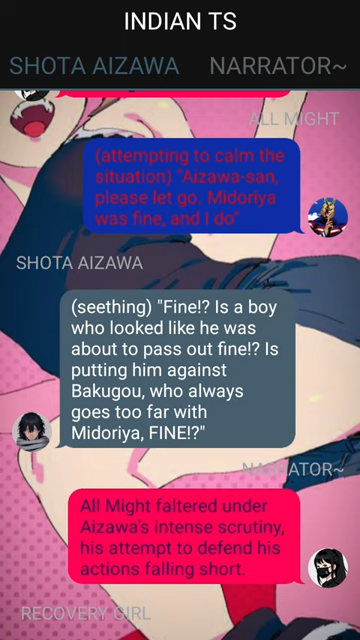 INDIAN TS
SHOTA AIZAWA NARRATOR~
ALL MIGHT
(attempting to calm the
situation) "Aizawa-san,
please let go. Midoriya
was fine, and I do"
SHOTA AIZAWA
(seething) "Fine!? Is a boy
who looked like he was
about to pass out fine!? Is
putting him against
Bakugou, who always
goes too far with
Midoriya, FINE!?"
NARRATOR~
All Might faltered under
Aizawa's intense scrutiny,
his attempt to defend his
actions falling short.
RECOVERY GIRL